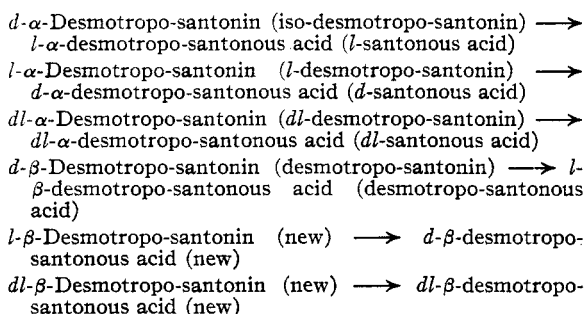 d-α-Desmotropo-santonin (iso-desmotropo-santonin) ⟶
l-α-desmotropo-santonous acid (l-santonous acid)
l-α-Desmotropo-santonin (l-desmotropo-santonin) ⟶
d-α-desmotropo-santonous acid (d-santonous acid)
dl-α-Desmotropo-santonin (dl-desmotropo-santonin) ⟶
dl-α-desmotropo-santonous acid (dl-santonous acid)
d-β-Desmotropo-santonin (desmotropo-santonin) ⟶ l-
β-desmotropo-santonous acid (desmotropo-santonous
acid)
l-β-Desmotropo-santonin (new) ⟶ d-β-desmotropo-
santonous acid (new)
dl-β-Desmotropo-santonin (new) ⟶ dl-β-desmotropo-
santonous acid (new)